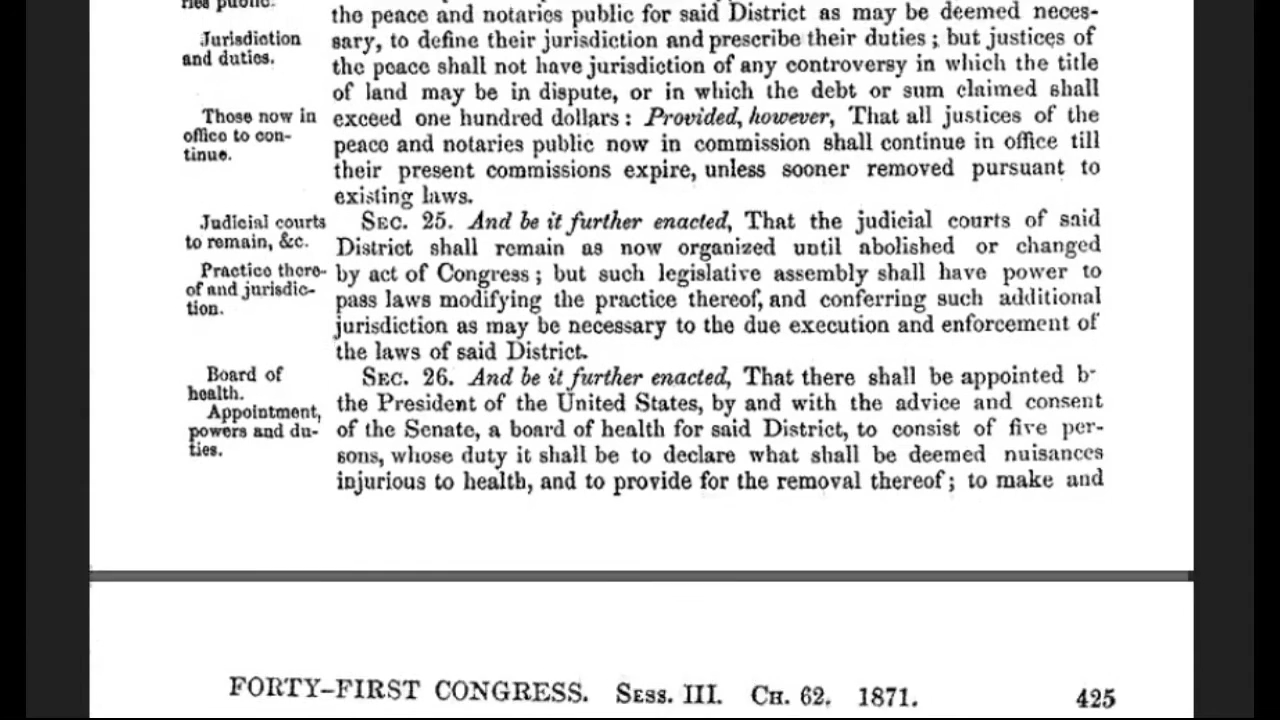 ries public.
the peace and notaries public for said District as may be deemed neces-
Jurisdiction
and duties.
sary, to define their jurisdiction and prescribe their duties ; but justices of
the peace shall not have jurisdiction of any controversy in which the title
of land may be in dispute, or in which the debt or sum claimed shall
Those now in
office to con-
tinue.
exceed one hundred dollars : Provided, however, That all justices of the
peace and notaries public now in commission shall continue in office till
their present commissions expire, unless sooner removed pursuant to
existing laws.
Judicial courts
to remain, &c.
SEC. 25. And be it further enacted, That the judicial courts of said
District shall remain as now organized until abolished or changed
Practice there-
of and jurisdic-
tion.
by act of Congress ; but such legislative assembly shall have power to
pass laws modifying the practice thereof, and conferring such additional
jurisdiction as may be necessary to the due execution and enforcement of
the laws of said District.
Board of
health.
Appointment,
powers and du-
ties.
SEC. 26. And be it further enacted, That there shall be appointed b
the President of the United States, by and with the advice and consent
of the Senate, a board of health for said District, to consist of five per-
sons, whose duty it shall be to declare what shall be deemed nuisances
injurious to health, and to provide for the removal thereof ; to make and
FORTY-FIRST CONGRESS. SESS. III. CH. 62. 1871. 425